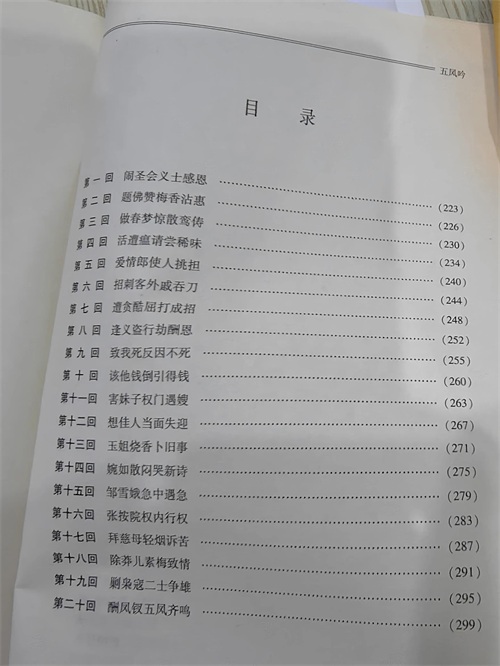 五凤吟
目 录
第一回 闹圣会义士感恩 (223)
第二回 题佛赞梅香沾惠 (226)
第三回 做春梦惊散鸾俦 (230)
第四回 活遭瘟请尝稀味 (234)
第五回 爱情郎使人挑担 (240)
第六回 招刺客外戚吞刀 (244)
第七回 遭贪酷屈打成招 (248)
第八回 逢义盗行劫酬恩 (252)
第九回 致我死反因不死 (255)
第十回 该他钱倒引得钱 (260)
第十一回 害妹子权门遇嫂 (263)
第十二回 想佳人当面失迎 (267)
第十三回 玉姐烧香卜旧事 (271)
第十四回 婉如散闷哭新诗 (275)
第十五回 邹雪娥急中遇急 (279)
第十六回 张按院权内行权 (283)
第十七回 拜慈母轻烟诉苦 (287)
第十八回 除莽儿素梅致情 (291)
第十九回 剿枭寇二士争雄 (295)
第二十回 酬凤钗五凤齐鸣 (299)